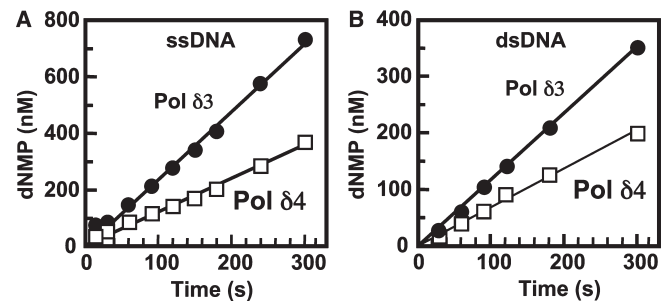 A
ssDNA
Pol δ3
Pol δ4
dNMP (nM)
800
600
400
200
0
0 100 200 300
Time (s)
B
dsDNA
Pol δ3
Pol δ4
dNMP (nM)
400
300
200
100
0
0 100 200 300
Time (s)